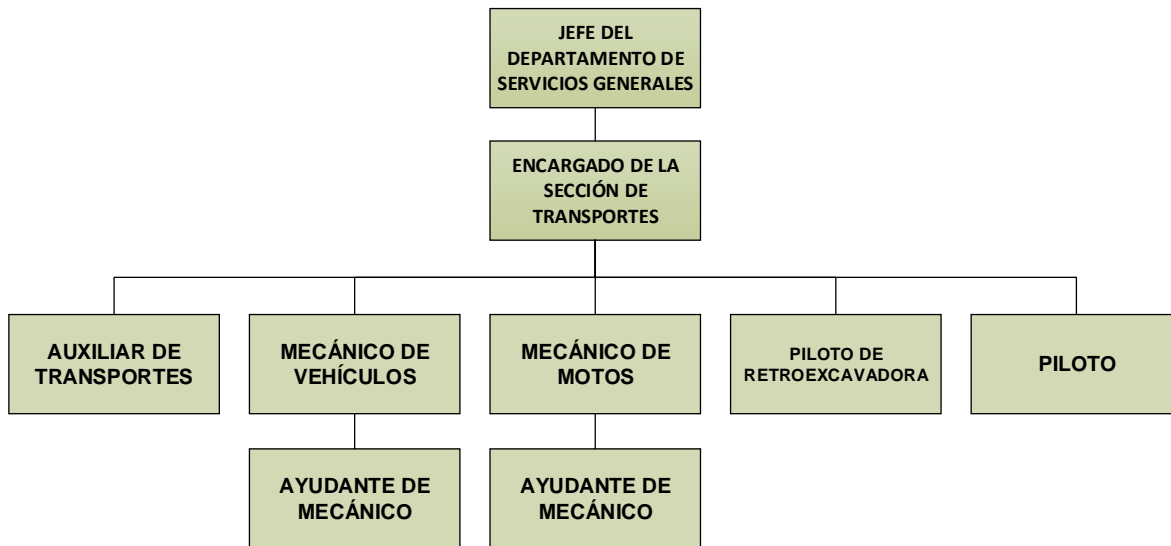 JEFE DEL
DEPARTAMENTO DE
SERVICIOS GENERALES
ENCARGADO DE LA
SECCIÓN DE
TRANSPORTES
AUXILIAR DE
TRANSPORTES
MECÁNICO DE
VEHÍCULOS
MECÁNICO DE
MOTOS
PILOTO DE
RETROEXCAVADORA
PILOTO
AYUDANTE DE
MECÁNICO
AYUDANTE DE
MECÁNICO